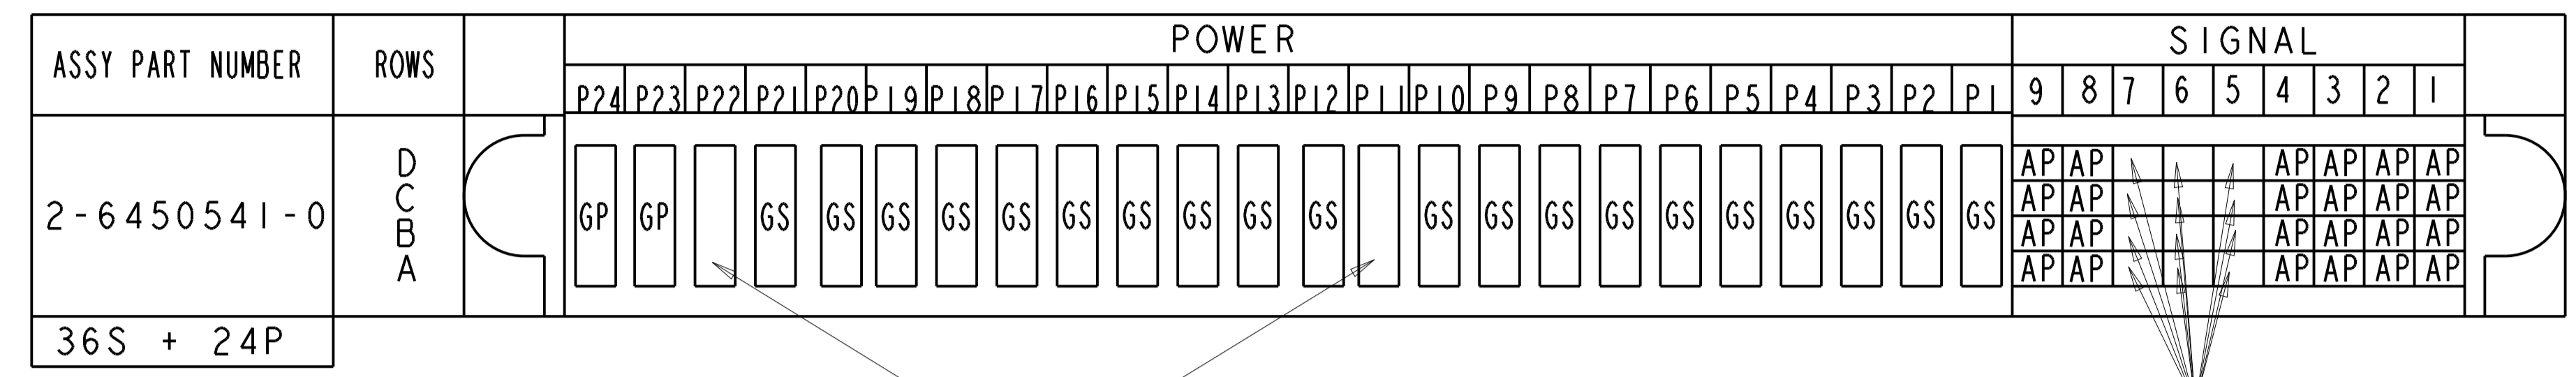 POWER SIGNAL
ASSY PART NUMBER ROWS
P24 P23 P22 P21 P20 P19 P18 P17 P16 P15 P14 P13 P12 P11 P10 P9 P8 P7 P6 P5 P4 P3 P2 P1 9 8 7 6 5 4 3 2 1
D AP AP AP AP AP AP
C AP AP AP AP AP AP
2-6450541-0 GP GP GS GS GS GS GS GS GS GS GS GS GS GS GS GS GS GS GS GS GS GS
B AP AP AP AP AP AP
A AP AP AP AP AP AP
36S + 24P